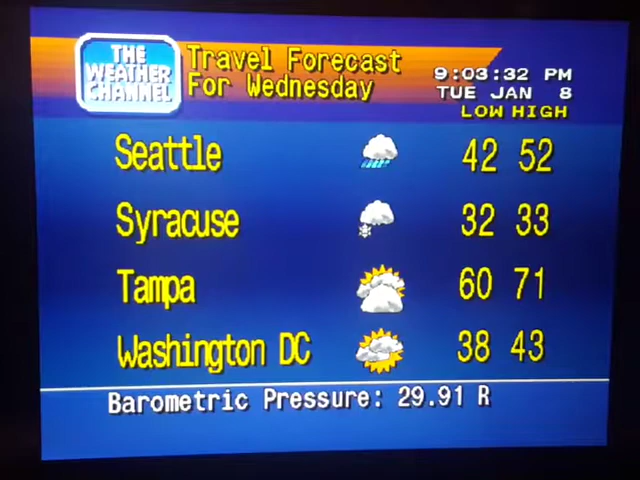 THE
WEATHER
CHANNEL
Travel Forecast
For Wednesday
9:03:32 PM
TUE JAN 8
LOW HIGH
Seattle 42 52
Syracuse 32 33
Tampa 60 71
Washington DC 38 43
Barometric Pressure: 29.91 R